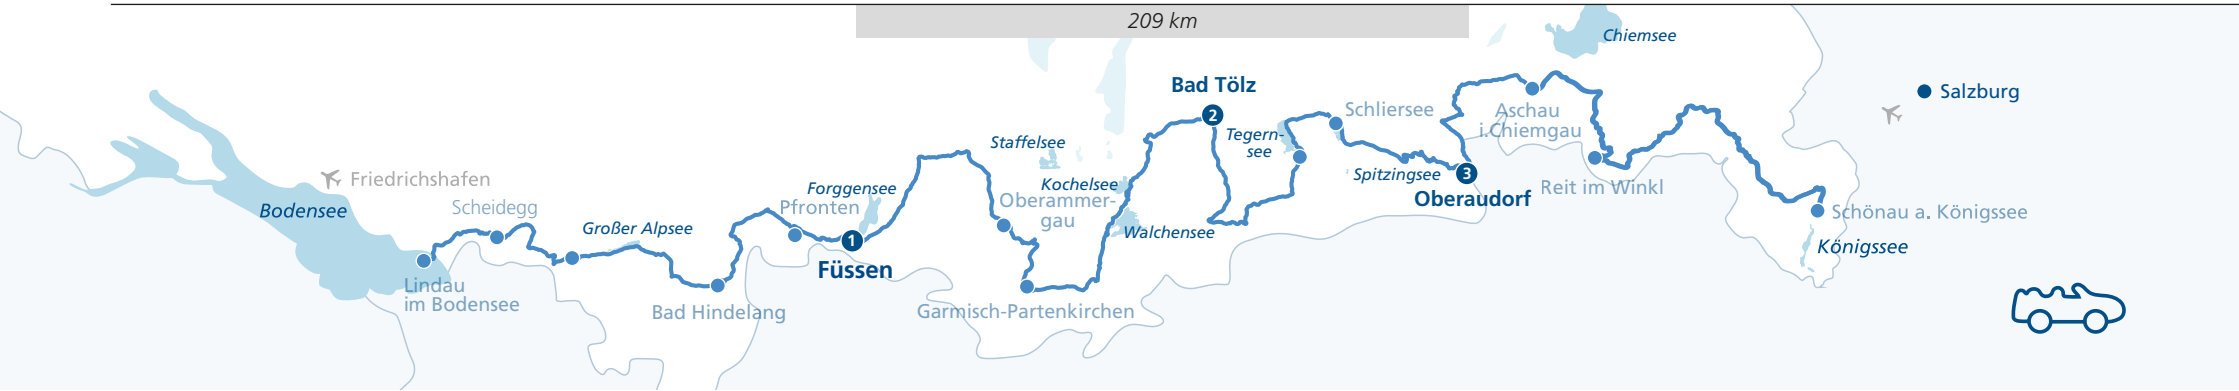 209 km
Chiemsee
Bad Tölz
2
Salzburg
Schliersee
Aschau
i.Chiemgau
Tegern-
see
Staffelsee
Friedrichshafen
Spitzingsee
3
Oberaudorf
Reit im Winkl
Kochelsee
Oberammer-
gau
Forggensee
Pfronten
Scheidegg
Bodensee
Großer Alpsee
Walchensee
1
Füssen
Schönau a. Königssee
Königssee
Lindau
im Bodensee
Bad Hindelang
Garmisch-Partenkirchen